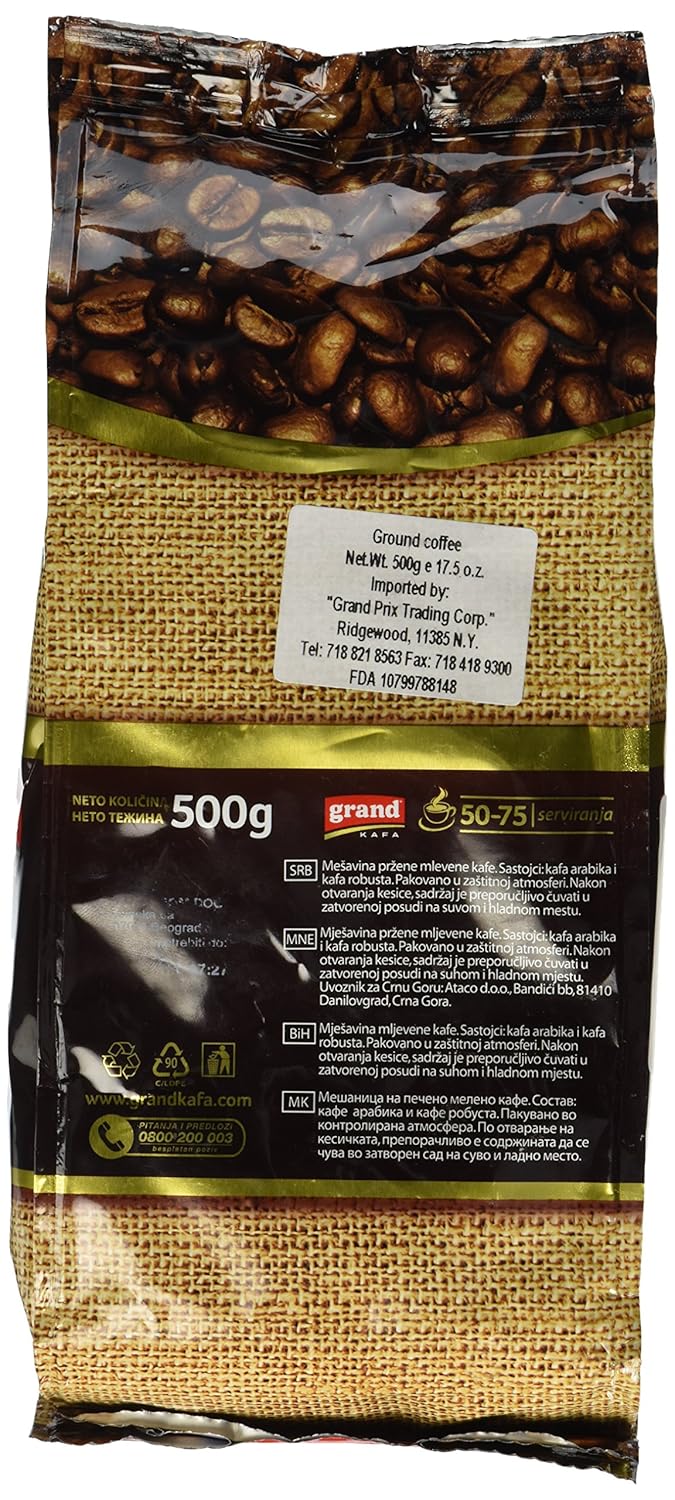 Ground coffee
Net.Wt. 500g e 17.5 o.z.
Imported by:
"Grand Prix Trading Corp."
Ridgewood, 11385 N.Y.
Tel: 718 821 8563 Fax: 718 418 9300
FDA 10799788148
NETO KOLIČINA
НЕТО ТЕЖИНА
500g
grand
KAFA
50-75 serviranja
SRB
Mešavina pržene mlevene kafe. Sastojci: kafa arabika i
kafa robusta. Pakovano u zaštitnoj atmosferi. Nakon
otvaranja kesice, sadržaj je preporučljivo čuvati u
zatvorenoj posudi na suvom i hladnom mestu.
MNE
Mješavina pržene mljevene kafe. Sastojci: kafa arabika
i kafa robusta. Pakovano u zaštitnoj atmosferi. Nakon
otvaranja kesice, sadržaj je preporučljivo čuvati u
zatvorenoj posudi na suhom i hladnom mjestu.
Uvoznik za Crnu Goru: Ataco d.o.o., Bandići bb, 81410
Danilovgrad, Crna Gora.
BiH
Mješavina mljevene kafe. Sastojci: kafa arabika i kafa
robusta. Pakovano u zaštitnoj atmosferi. Nakon
otvaranja kesice, sadržaj je preporučljivo čuvati u
zatvorenoj posudi na suhom i hladnom mjestu.
MK
Мешаница на печено мелено кафе. Состав:
кафе арабика и кафе робуста. Пакувано во
контролирана атмосфера. По отварање на
кесичката, препорачливо е содржината да се
чува во затворен сад на суво и ладно место.
Beograd
do:
90
C/LDPE
www.grandkafa.com
PITANJA I PREDLOZI
0800 200 003
besplatan poziv